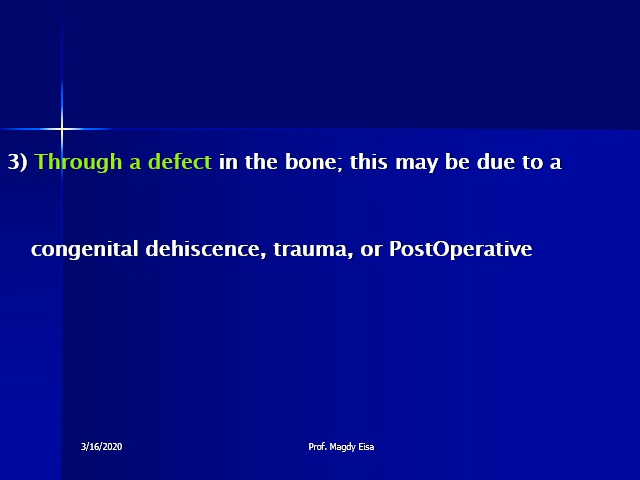 3) Through a defect in the bone; this may be due to a
congenital dehiscence, trauma, or PostOperative
3/16/2020
Prof. Magdy Eisa